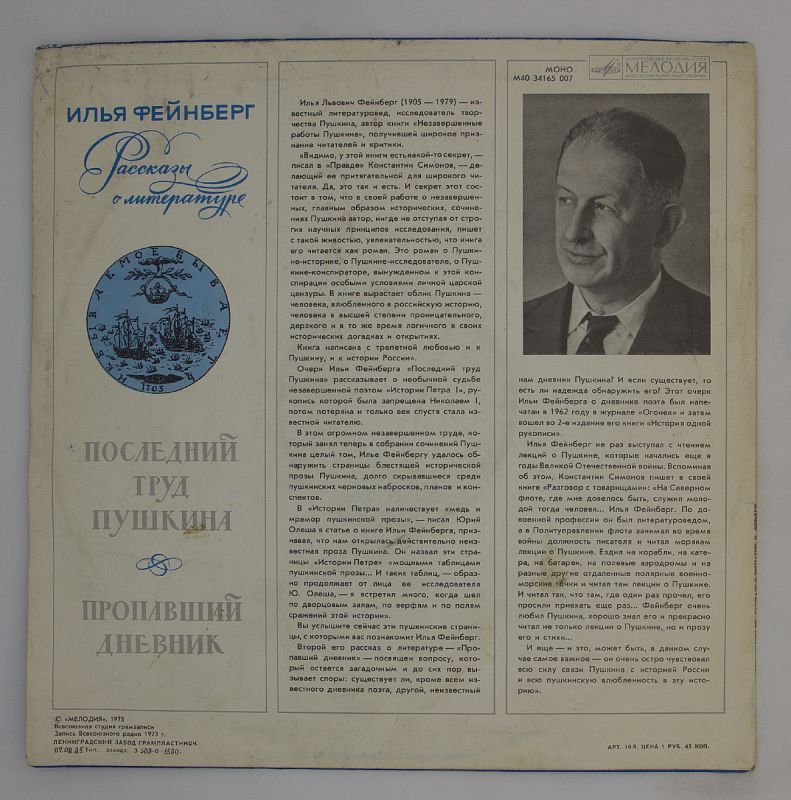 ИЛЬЯ ФЕЙНБЕРГ
Рассказы
о литературе
НЕБЫВАЕМОЕ БЫВАЕТЪ
1703
ПОСЛЕДНИЙ
ТРУД
ПУШКИНА
ПРОПАВШИЙ
ДНЕВНИК
Илья Львович Фейнберг (1905 — 1979) — из-
вестный литературовед, исследователь твор-
чества Пушкина, автор книги «Незавершенные
работы Пушкина», получившей широкое приз-
нание читателей и критики.
«Видимо, у этой книги есть какой-то секрет, —
писал в «Правде» Константин Симонов, — де-
лающий ее притягательной для широкого чи-
тателя. Да, это так и есть. И секрет этот сос-
тоит в том, что в своей работе о незавершен-
ных, главным образом исторических, сочине-
ниях Пушкина автор, нигде не отступая от стро-
гих научных принципов исследования, пишет
с такой живостью, увлекательностью, что книга
его читается как роман. Это роман о Пушки-
не-историке, о Пушкине-исследователе, о Пуш-
кине-конспираторе, вынужденном к этой кон-
спирации особыми условиями личной царской
цензуры. В книге вырастает облик Пушкина —
человека, влюбленного в российскую историю,
человека в высшей степени проницательного,
дерзкого и в то же время логичного в своих
исторических догадках и открытиях.
Книга написана с трепетной любовью и к
Пушкину, и к истории России».
Очерк Ильи Фейнберга «Последний труд
Пушкина» рассказывает о необычной судьбе
незавершенной поэтом «Истории Петра I», ру-
копись которой была запрещена Николаем I,
потом потеряна и только век спустя стала из-
вестной читателю.
В этом огромном незавершенном труде, ко-
торый занял теперь в собрании сочинений Пуш-
кина целый том, Илье Фейнбергу удалось об-
наружить страницы блестящей исторической
прозы Пушкина, долго скрывавшиеся среди
пушкинских черновых набросков, планов и кон-
спектов.
В «Истории Петра» наличествует «медь и
мрамор пушкинской прозы», — писал Юрий
Олеша в статье о книге Ильи Фейнберга, приз-
навая, что нам открылась действительно неиз-
вестная проза Пушкина. Он назвал эти стра-
ницы «Истории Петра» «мощными таблицами
пушкинской прозы... И таких таблиц, — образ-
но продолжает от лица ее исследователя
Ю. Олеша, — я встретил много, когда шел
по дворцовым залам, по верфям и по полям
сражений этой истории».
Вы услышите сейчас эти пушкинские страни-
цы, с которыми вас познакомит Илья Фейнберг.
Второй его рассказ о литературе — «Про-
павший дневник» — посвящен вопросу, кото-
рый остается загадочным и до сих пор вы-
зывает споры: существует ли, кроме всем из-
вестного дневника поэта, другой, неизвестный
МОНО
М40 34165 007
МИНИСТЕРСТВО КУЛЬТУРЫ СССР
МЕЛОДИЯ
ВСЕСОЮЗНАЯ ФИРМА ГРАМПЛАСТИНОК
нам дневник Пушкина? И если существует, то
есть ли надежда обнаружить его? Этот очерк
Ильи Фейнберга о дневнике поэта был напе-
чатан в 1962 году в журнале «Огонек» и затем
вошел во 2-е издание его книги «История одной
рукописи».
Илья Фейнберг не раз выступал с чтением
лекций о Пушкине, которые начались еще в
годы Великой Отечественной войны. Вспоминая
об этом, Константин Симонов пишет в своей
книге «Разговор с товарищами»: «На Северном
флоте, где мне довелось быть, служил моло-
дой тогда человек... Илья Фейнберг. По до-
военной профессии он был литературоведом,
а в Политуправлении флота занимал во время
войны должность писателя и читал морякам
лекции о Пушкине. Ездил на корабли, на кате-
ра, на батареи, на полевые аэродромы и на
разные другие отдаленные полярные военно-
морские точки и читал там лекции о Пушкине.
И читал так, что там, где один раз прочел, его
просили приехать еще раз... Фейнберг очень
любил Пушкина, хорошо знал его и прекрасно
читал не только лекции о Пушкине, но и прозу
его и стихи...
И еще — и это, может быть, в данном слу-
чае самое важное — он очень остро чувствовал
всю силу связи Пушкина с историей России
и всю пушкинскую влюбленность в эту исто-
рию».
© «МЕЛОДИЯ», 1973
Всесоюзная студия грамзаписи
Запись Всесоюзного радио 1973 г.
ЛЕНИНГРАДСКИЙ ЗАВОД ГРАМПЛАСТИНОК
Тип. завода. З 508-0-1500.
АРТ. 10-9. ЦЕНА 1 РУБ. 45 КОП.